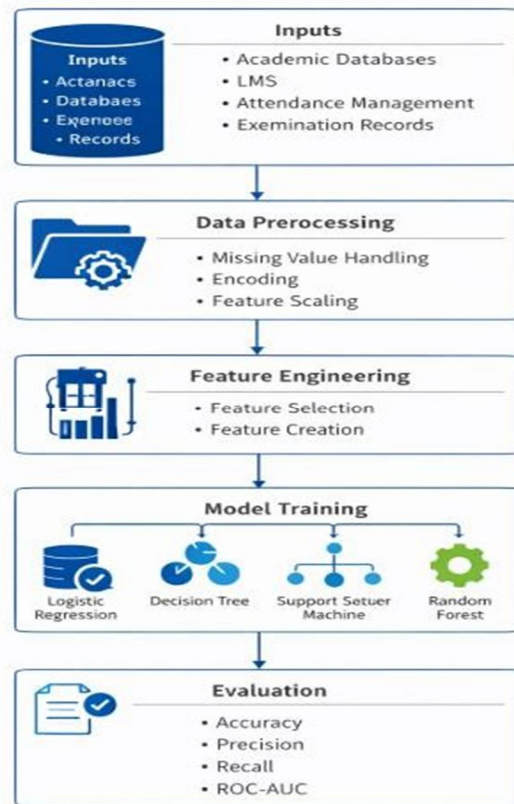 Inputs
• Actanacs
• Databaes
• Exenoee
• Records
Inputs
• Academic Databases
• LMS
• Attendance Management
• Exemination Records
Data Prerocessing
• Missing Value Handling
• Encoding
• Feature Scaling
Feature Engineering
• Feature Selection
• Feature Creation
Model Training
Logistic
Regression
Decision Tree
Support Setuer
Machine
Random
Forest
Evaluation
• Accuracy
• Precision
• Recall
• ROC-AUC